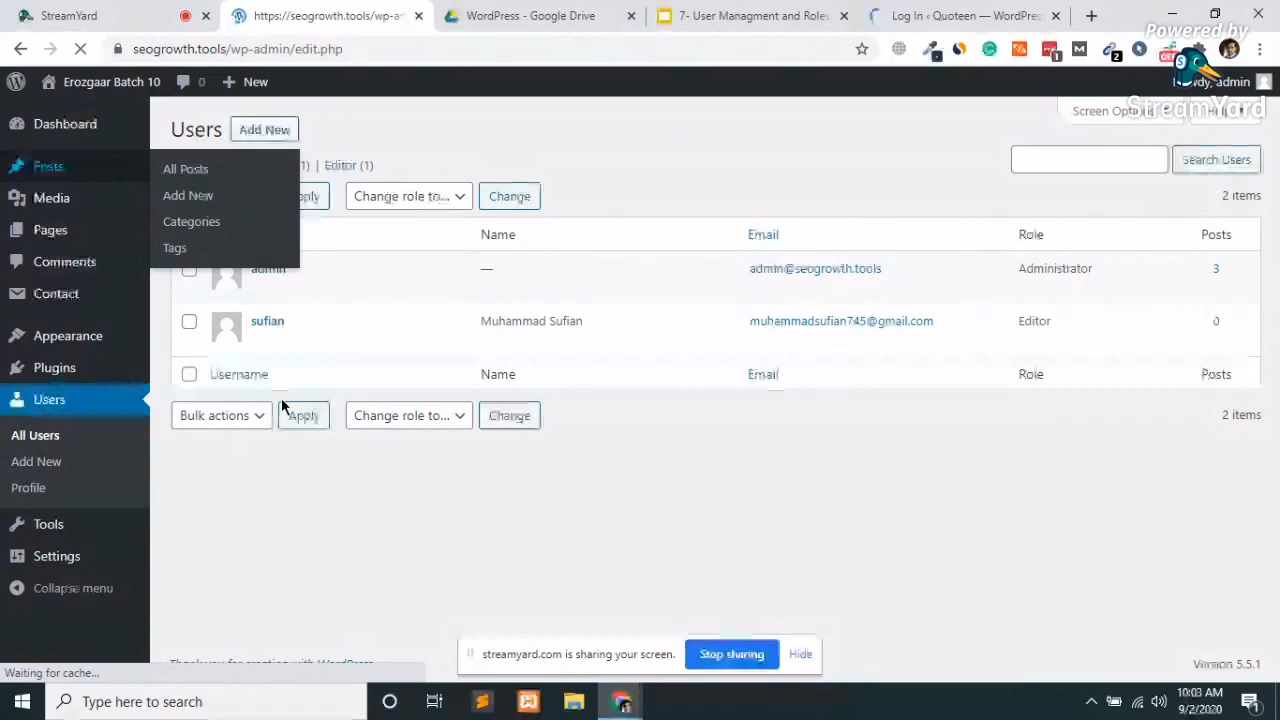 StreamYard
https://seogrowth.tools/wp-a
WordPress - Google Drive
7- User Managment and Roles
Log In ‹ Quoteen — WordPres
seogrowth.tools/wp-admin/edit.php
Powered by
StreamYard
Erozgaar Batch 10
0
New
admin
Dashboard
Posts
Media
Pages
Comments
Contact
Appearance
Plugins
Users
All Users
Add New
Profile
Tools
Settings
Collapse menu
All Posts
Add New
Categories
Tags
Users
Add New
Screen Options
Help
1) | Editor (1)
Search Users
Change role to...
Change
2 items
Name
Email
Role
Posts
admin
—
admin@seogrowth.tools
Administrator
3
sufian
Muhammad Sufian
muhammadsufian745@gmail.com
Editor
0
Username
Name
Email
Role
Posts
Bulk actions
Apply
Change role to...
Change
2 items
streamyard.com is sharing your screen.
Stop sharing
Hide
Thank you for creating with WordPress
Version 5.5.1
Waiting for cache...
Type here to search
10:03 AM
9/2/2020